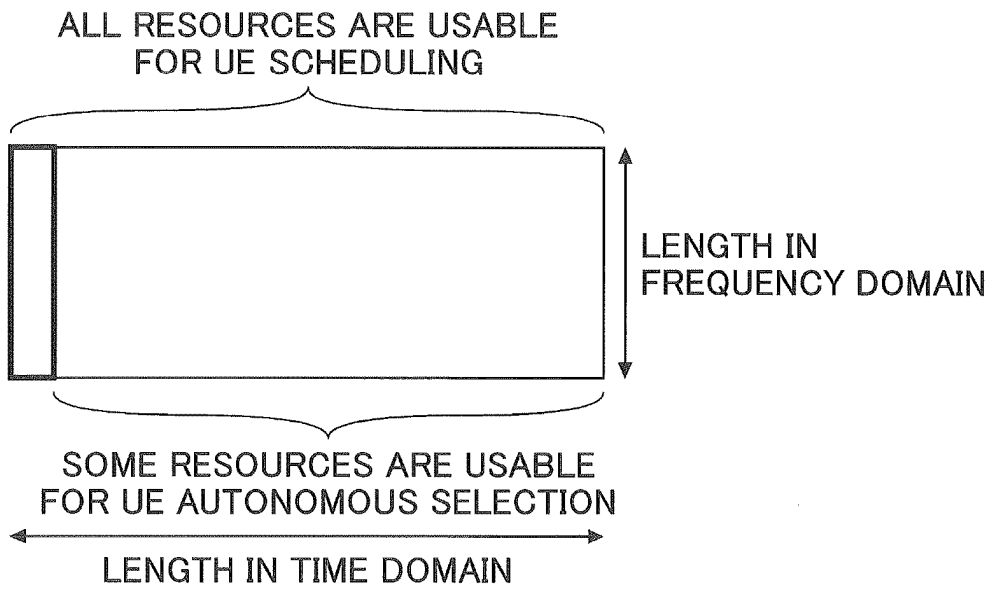 ALL RESOURCES ARE USABLE
FOR UE SCHEDULING
LENGTH IN
FREQUENCY DOMAIN
SOME RESOURCES ARE USABLE
FOR UE AUTONOMOUS SELECTION
LENGTH IN TIME DOMAIN